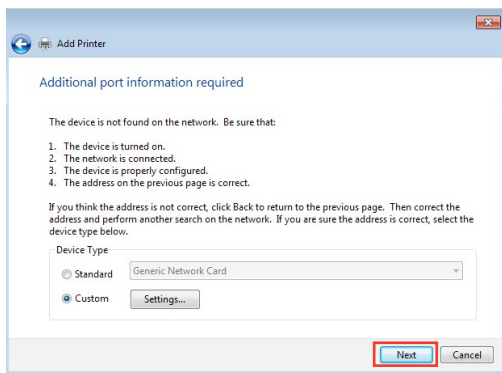 Add Printer
Additional port information required
The device is not found on the network. Be sure that:
1. The device is turned on.
2. The network is connected.
3. The device is properly configured.
4. The address on the previous page is correct.
If you think the address is not correct, click Back to return to the previous page. Then correct the
address and perform another search on the network. If you are sure the address is correct, select the
device type below.
Device Type
Standard
Generic Network Card
Custom
Settings...
Next
Cancel